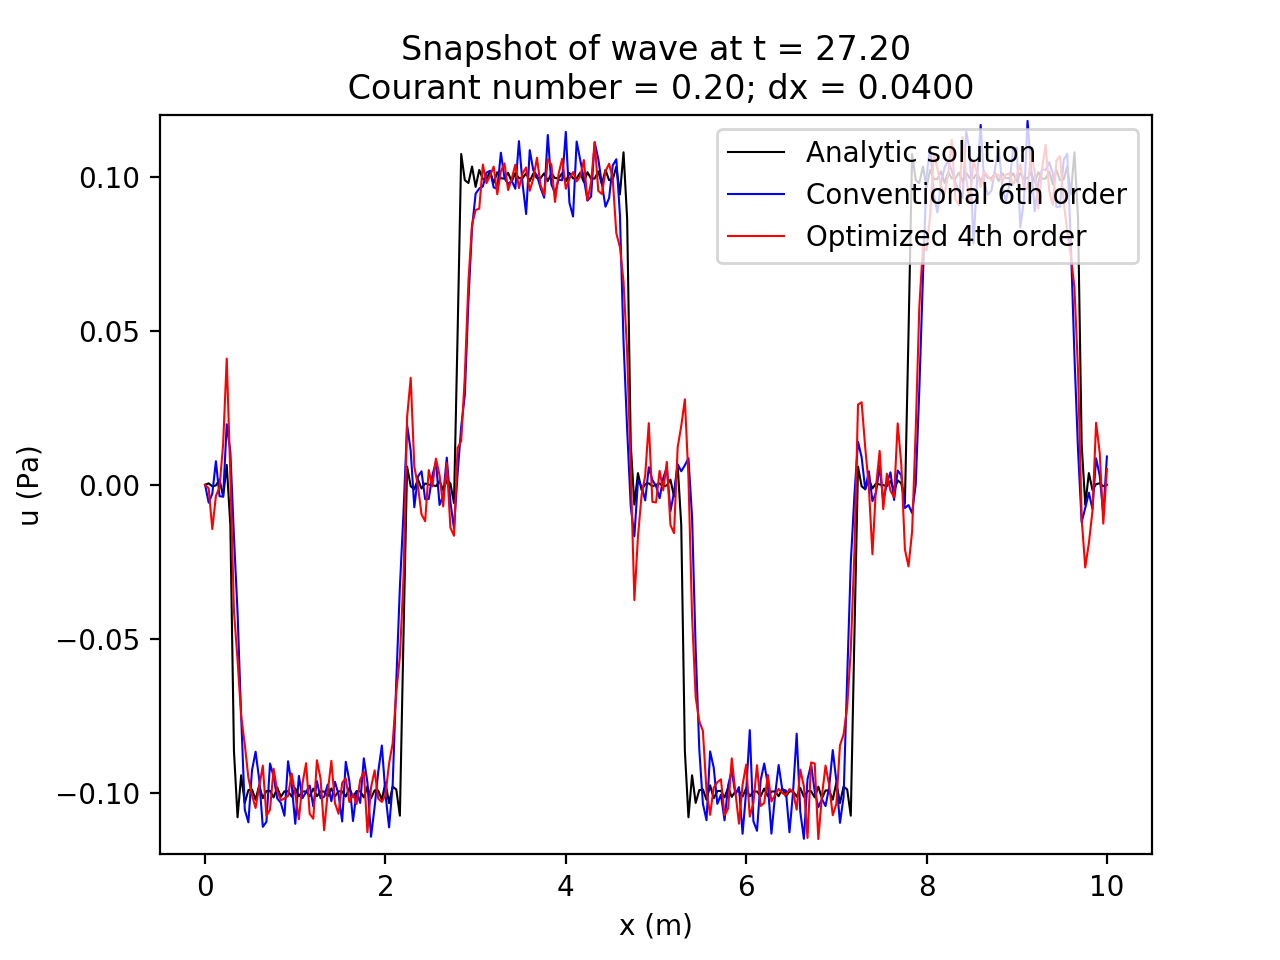 Snapshot of wave at t = 27.20
Courant number = 0.20; dx = 0.0400
Analytic solution
Conventional 6th order
Optimized 4th order
0.10
0.05
0.00
−0.05
−0.10
u (Pa)
0 2 4 6 8 10
x (m)